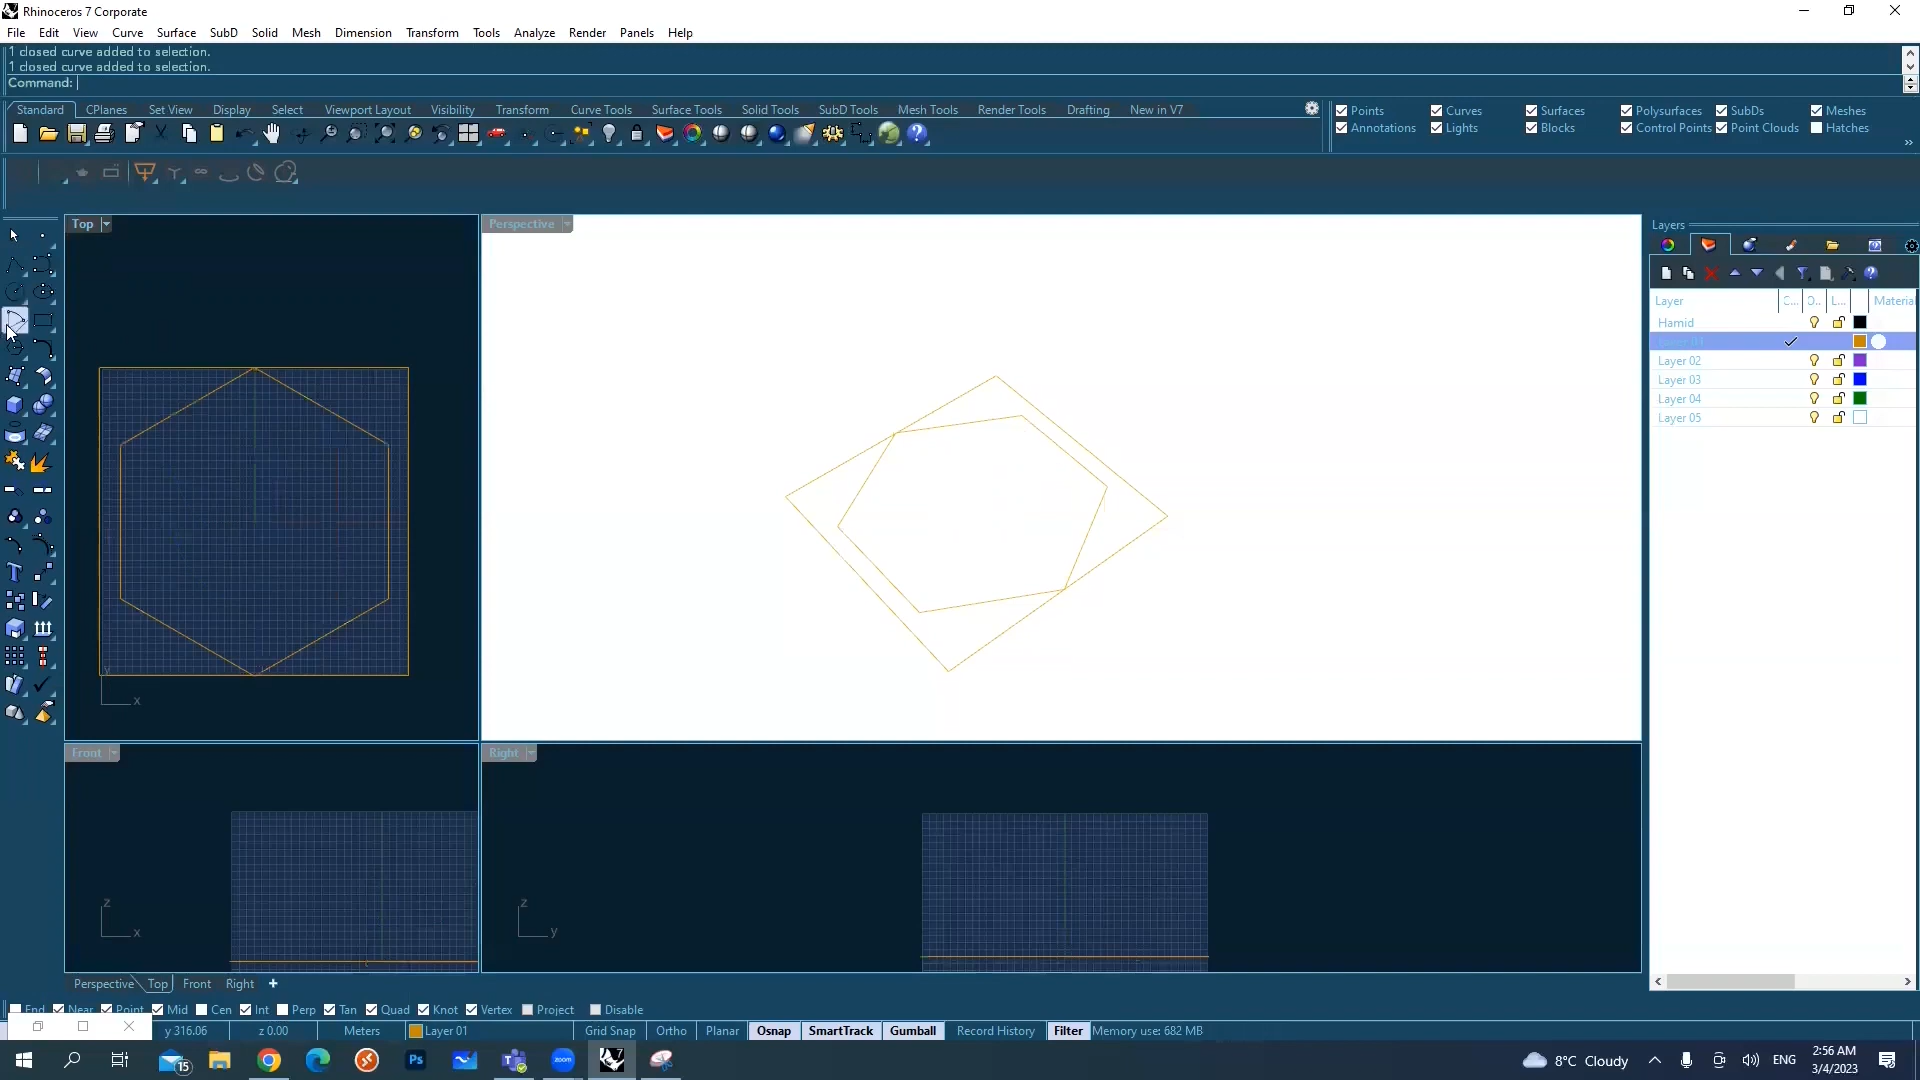 Rhinoceros 7 Corporate
File Edit View Curve Surface SubD Solid Mesh Dimension Transform Tools Analyze Render Panels Help
1 closed curve added to selection.
1 closed curve added to selection.
Command:
Standard CPlanes Set View Display Select Viewport Layout Visibility Transform Curve Tools Surface Tools Solid Tools SubD Tools Mesh Tools Render Tools Drafting New in V7
Points Curves Surfaces Polysurfaces SubDs Meshes
Annotations Lights Blocks Control Points Point Clouds Hatches
Top
Perspective
Layers
Layer C... O.. L... Material
Hamid
Layer 01
Layer 02
Layer 03
Layer 04
Layer 05
y
x
Front
Right
z
x
z
y
Perspective Top Front Right
End Near Point Mid Cen Int Perp Tan Quad Knot Vertex Project Disable
y 316.06 z 0.00 Meters Layer 01 Grid Snap Ortho Planar Osnap SmartTrack Gumball Record History Filter Memory use: 682 MB
15 Ps zoom 7 8°C Cloudy ENG
2:56 AM
3/4/2023